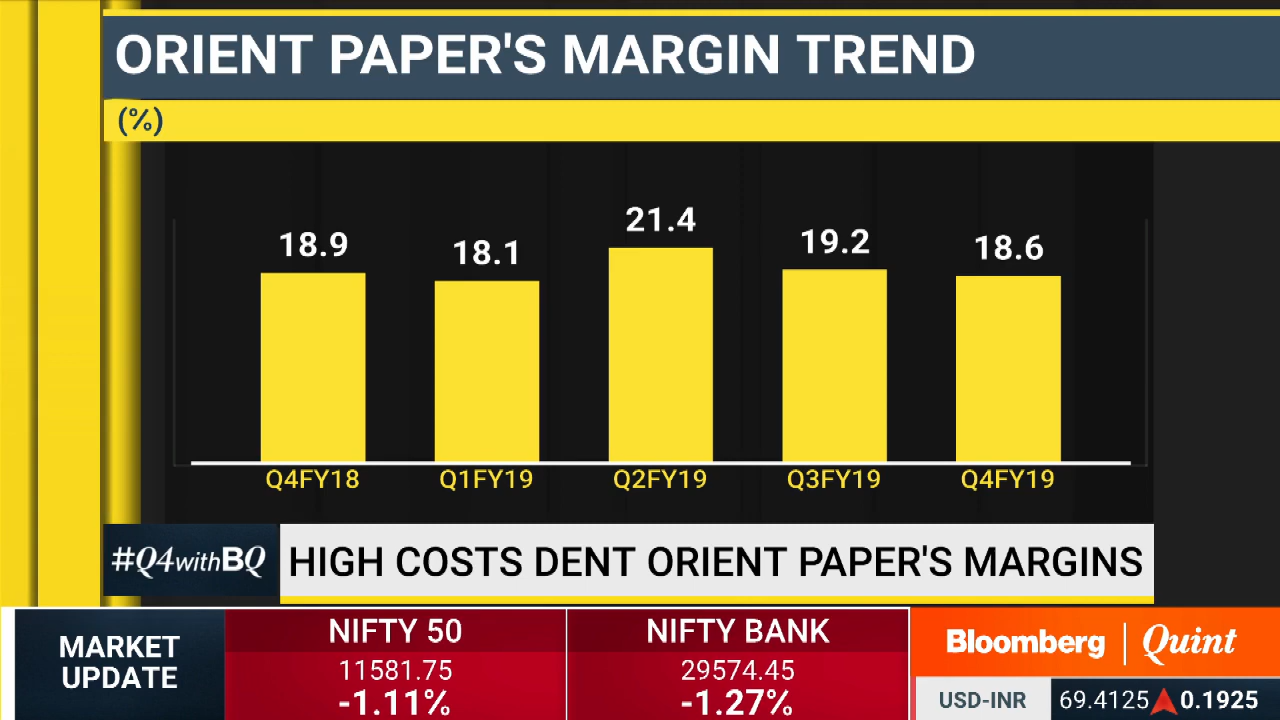 ORIENT PAPER'S MARGIN TREND
(%)
18.9
18.1
21.4
19.2
18.6
Q4FY18
Q1FY19
Q2FY19
Q3FY19
Q4FY19
#Q4withBQ
HIGH COSTS DENT ORIENT PAPER'S MARGINS
MARKET
UPDATE
NIFTY 50
11581.75
-1.11%
NIFTY BANK
29574.45
-1.27%
Bloomberg | Quint
USD-INR 69.4125 ▲ 0.1925